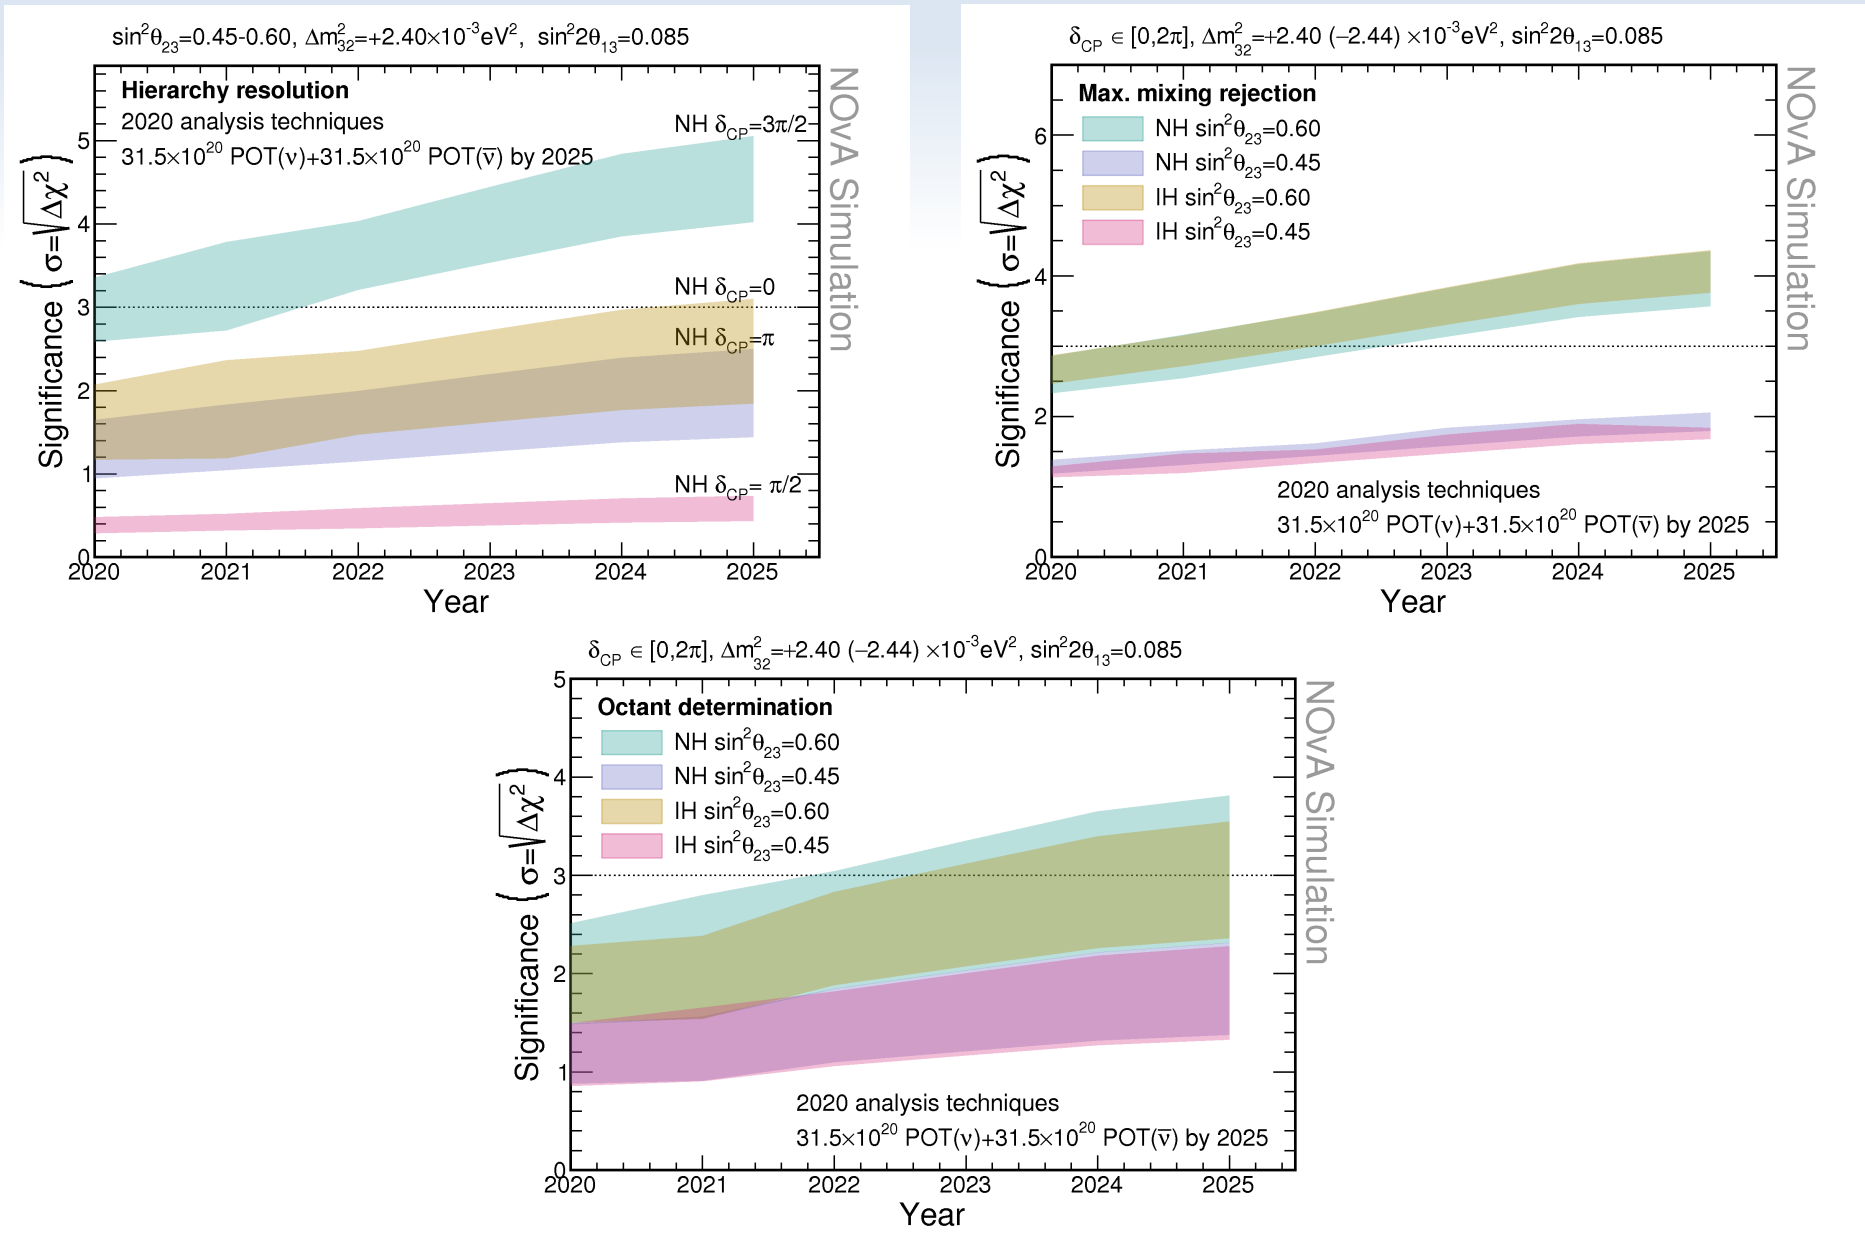 sin²θ₂₃=0.45-0.60, Δm²₃₂=+2.40×10⁻³eV², sin²2θ₁₃=0.085
Hierarchy resolution
2020 analysis techniques
31.5×10²⁰ POT(ν)+31.5×10²⁰ POT(ν̅) by 2025
NH δCP=3π/2
NH δCP=0
NH δCP=π
NH δCP= π/2
Significance ( σ=√Δχ² )
5
4
3
2
1
0
2020 2021 2022 2023 2024 2025
Year
NOvA Simulation
δCP ∈ [0,2π], Δm²₃₂=+2.40 (−2.44) ×10⁻³eV², sin²2θ₁₃=0.085
Max. mixing rejection
NH sin²θ₂₃=0.60
NH sin²θ₂₃=0.45
IH sin²θ₂₃=0.60
IH sin²θ₂₃=0.45
2020 analysis techniques
31.5×10²⁰ POT(ν)+31.5×10²⁰ POT(ν̅) by 2025
Significance ( σ=√Δχ² )
6
4
2
0
2020 2021 2022 2023 2024 2025
Year
NOvA Simulation
δCP ∈ [0,2π], Δm²₃₂=+2.40 (−2.44) ×10⁻³eV², sin²2θ₁₃=0.085
Octant determination
NH sin²θ₂₃=0.60
NH sin²θ₂₃=0.45
IH sin²θ₂₃=0.60
IH sin²θ₂₃=0.45
2020 analysis techniques
31.5×10²⁰ POT(ν)+31.5×10²⁰ POT(ν̅) by 2025
Significance ( σ=√Δχ² )
5
4
3
2
1
0
2020 2021 2022 2023 2024 2025
Year
NOvA Simulation